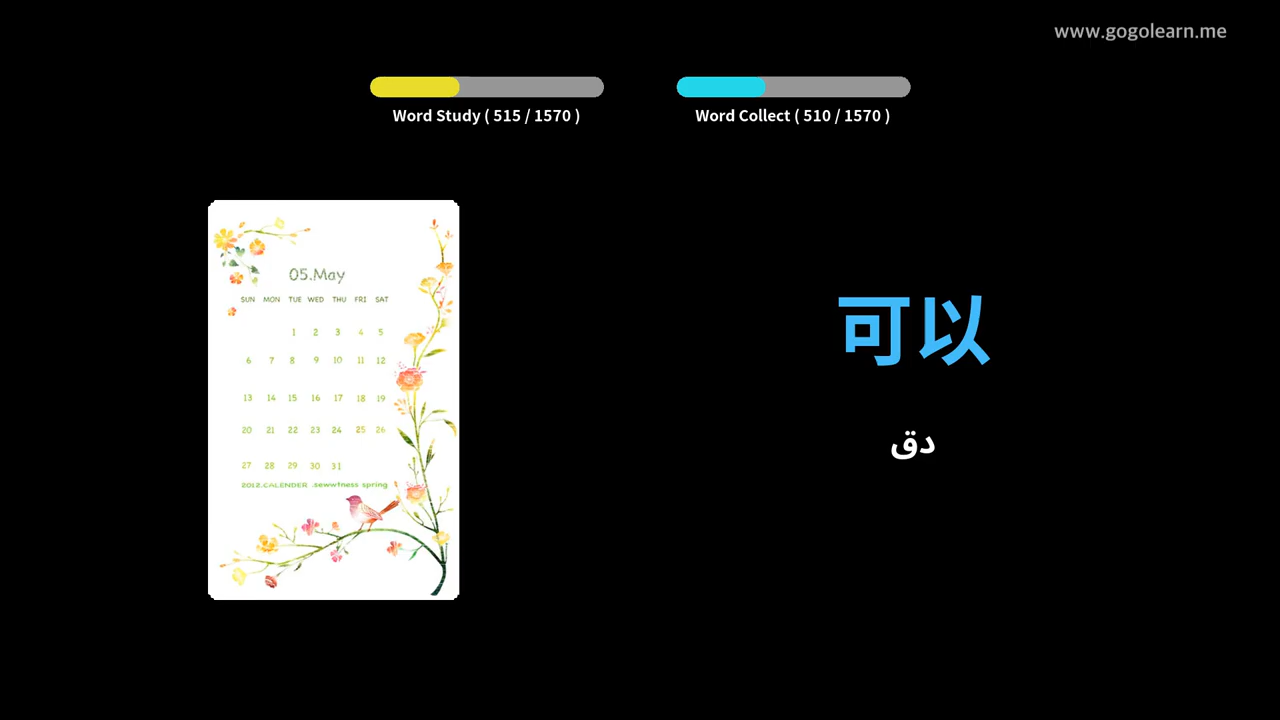 www.gogolearn.me
Word Study ( 515 / 1570 )
Word Collect ( 510 / 1570 )
05.May
SUN MON TUE WED THU FRI SAT
1 2 3 4 5
6 7 8 9 10 11 12
13 14 15 16 17 18 19
20 21 22 23 24 25 26
27 28 29 30 31
2012.CALENDER .sewwtness spring
可以
دق